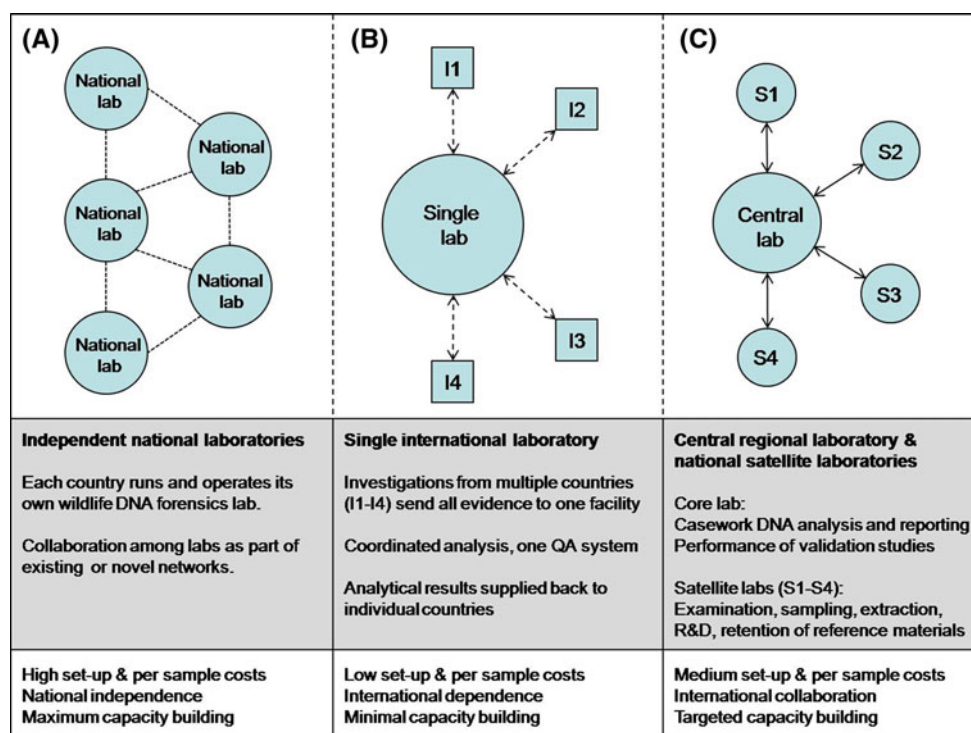 (A)
National
lab
National
lab
National
lab
National
lab
National
lab
(B)
I1
I2
Single
lab
I3
I4
(C)
S1
S2
Central
lab
S3
S4
Independent national laboratories
Each country runs and operates its
own wildlife DNA forensics lab.
Collaboration among labs as part of
existing or novel networks.
High set-up & per sample costs
National independence
Maximum capacity building
Single international laboratory
Investigations from multiple countries
(I1-I4) send all evidence to one facility
Coordinated analysis, one QA system
Analytical results supplied back to
individual countries
Low set-up & per sample costs
International dependence
Minimal capacity building
Central regional laboratory &
national satellite laboratories
Core lab:
Casework DNA analysis and reporting
Performance of validation studies
Satellite labs (S1-S4):
Examination, sampling, extraction,
R&D, retention of reference materials
Medium set-up & per sample costs
International collaboration
Targeted capacity building